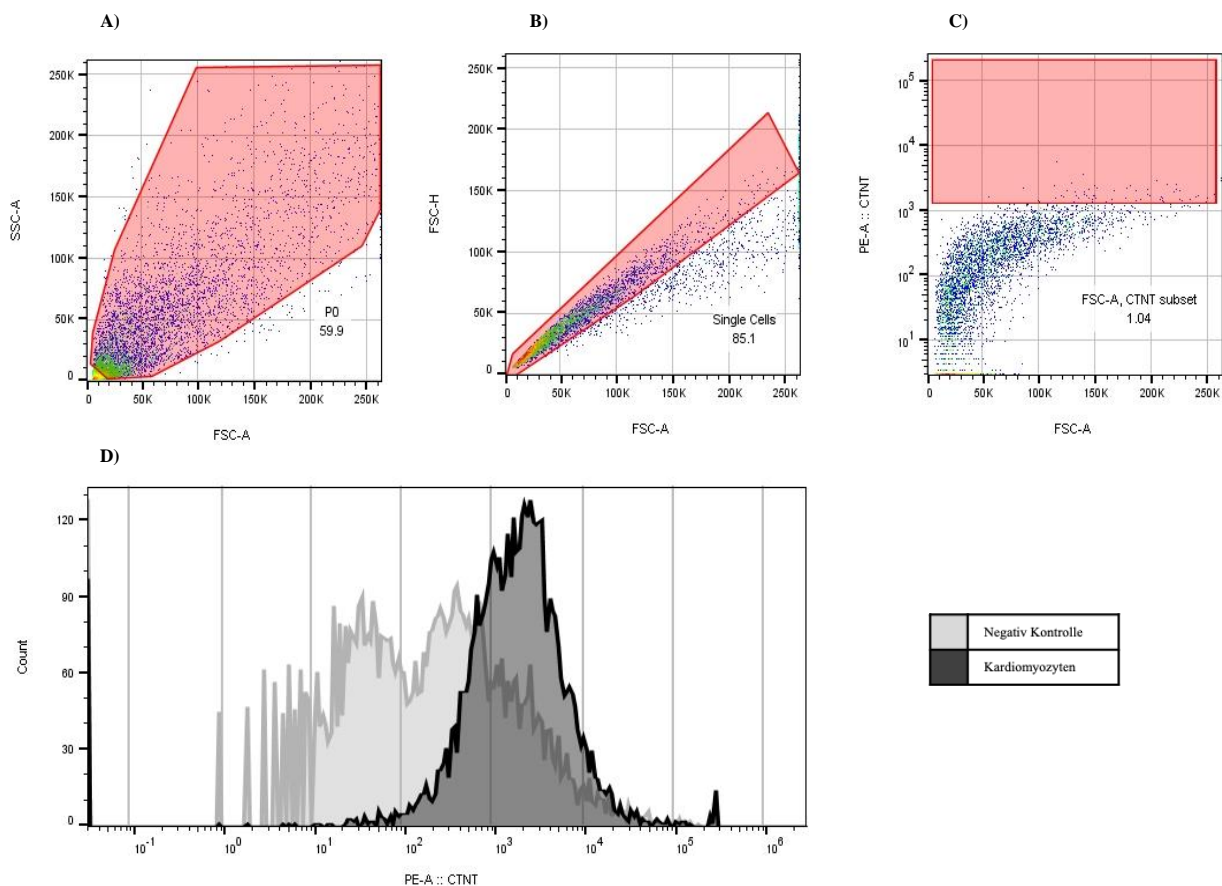 A)
B)
C)
250K
200K
150K
100K
50K
0
SSC-A
P0
59.9
0
50K
100K
150K
200K
250K
FSC-A
250K
200K
150K
100K
50K
0
FSC-H
Single Cells
85.1
0
50K
100K
150K
200K
250K
FSC-A
10^5
10^4
10^3
10^2
10^1
PE-A :: CTNT
FSC-A, CTNT subset
1.04
0
50K
100K
150K
200K
250K
FSC-A
D)
120
90
60
30
0
Count
10^-1
10^0
10^1
10^2
10^3
10^4
10^5
10^6
PE-A :: CTNT
Negativ Kontrolle
Kardiomyozyten